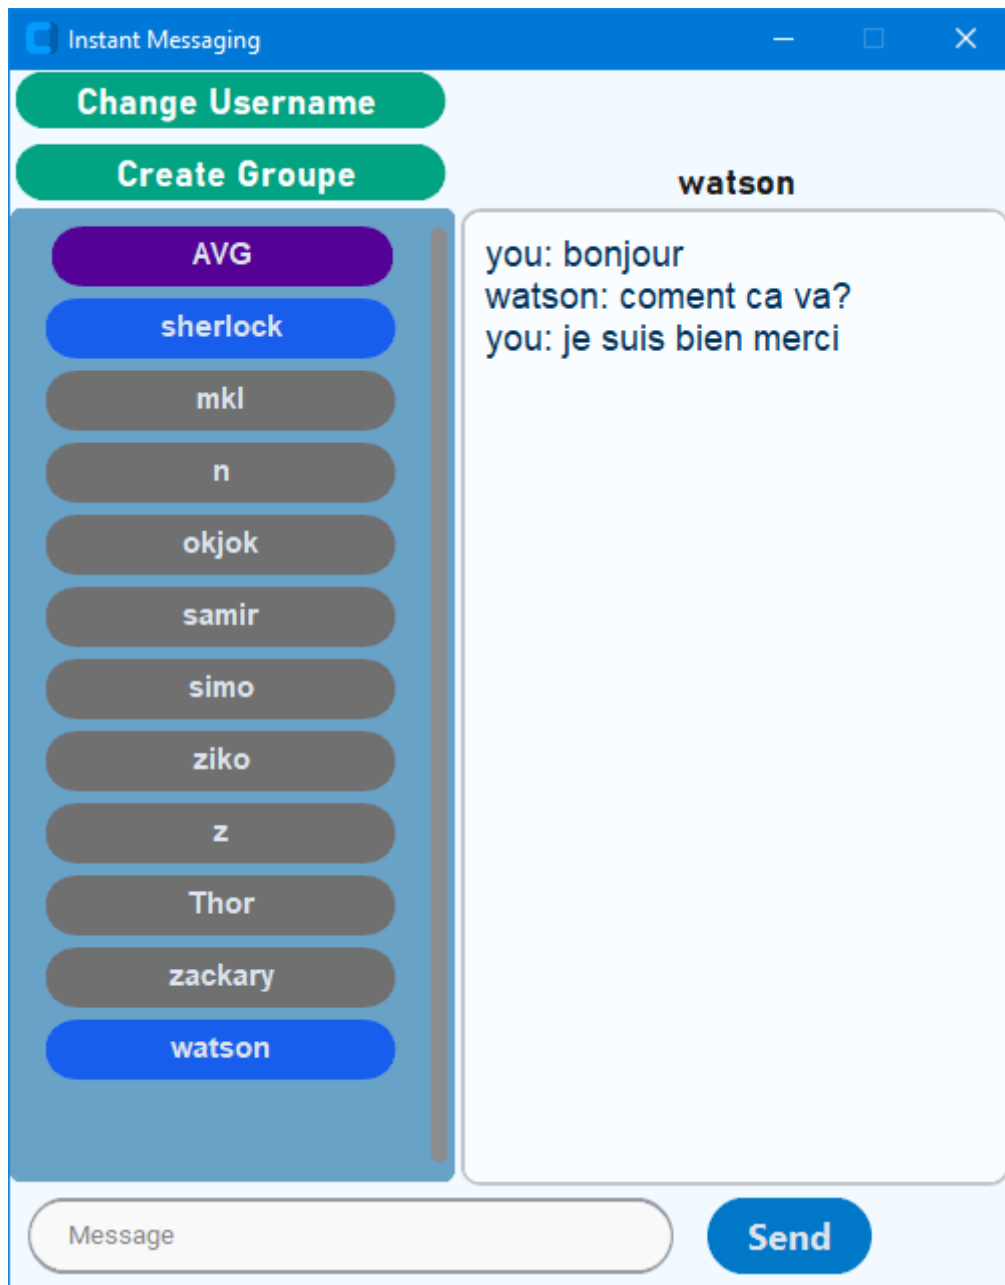 Instant Messaging
Change Username
Create Groupe
AVG
sherlock
mkl
n
okjok
samir
simo
ziko
z
Thor
zackary
watson
watson
you: bonjour
watson: coment ca va?
you: je suis bien merci
Message
Send